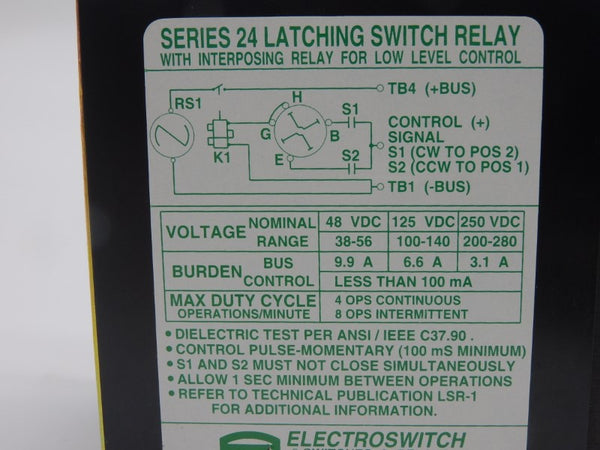 SERIES 24 LATCHING SWITCH RELAY
WITH INTERPOSING RELAY FOR LOW LEVEL CONTROL
TB4 (+BUS)
RS1
H
S1
G
B
CONTROL (+)
SIGNAL
S1 (CW TO POS 2)
S2 (CCW TO POS 1)
K1
E
S2
TB1 (-BUS)
VOLTAGE NOMINAL 48 VDC 125 VDC 250 VDC
RANGE 38-56 100-140 200-280
BURDEN BUS 9.9 A 6.6 A 3.1 A
CONTROL LESS THAN 100 mA
MAX DUTY CYCLE 4 OPS CONTINUOUS
OPERATIONS/MINUTE 8 OPS INTERMITTENT
• DIELECTRIC TEST PER ANSI / IEEE C37.90 .
• CONTROL PULSE-MOMENTARY (100 mS MINIMUM)
• S1 AND S2 MUST NOT CLOSE SIMULTANEOUSLY
• ALLOW 1 SEC MINIMUM BETWEEN OPERATIONS
• REFER TO TECHNICAL PUBLICATION LSR-1
FOR ADDITIONAL INFORMATION.
ELECTROSWITCH